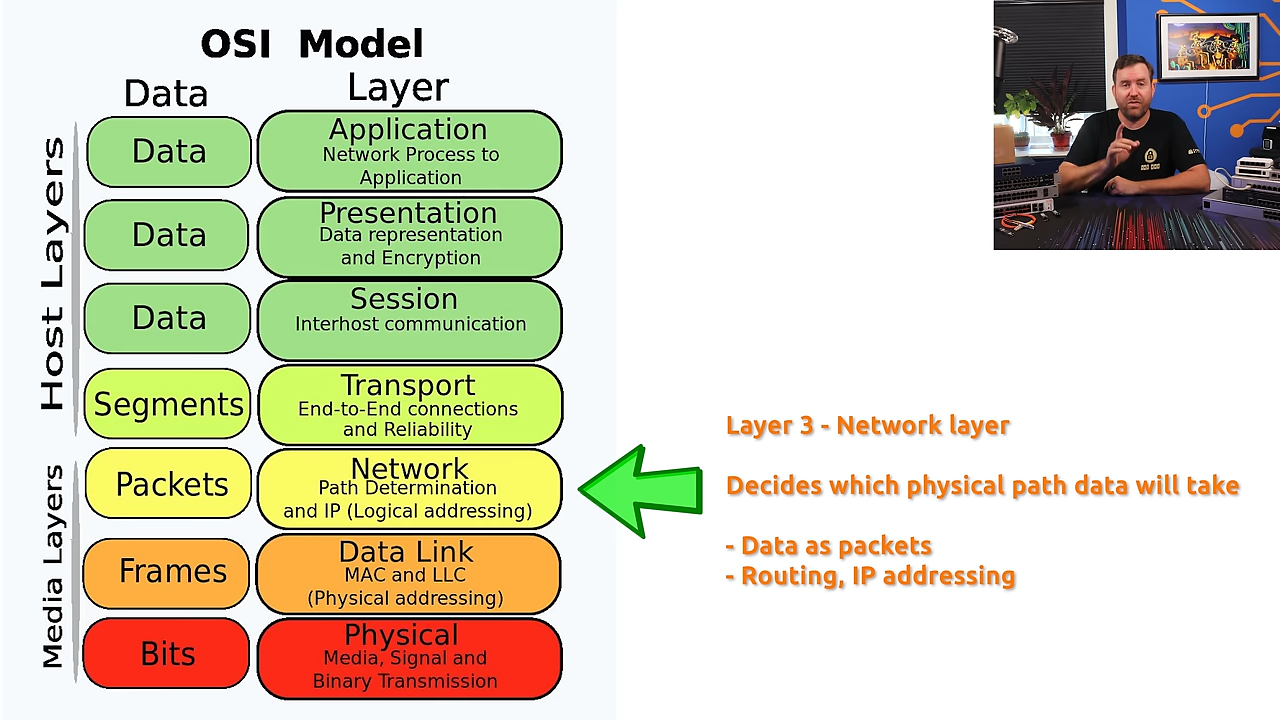 OSI Model
Data
Layer
Host Layers
Data
Application
Network Process to
Application
Data
Presentation
Data representation
and Encryption
Data
Session
Interhost communication
Segments
Transport
End-to-End connections
and Reliability
Media Layers
Packets
Network
Path Determination
and IP (Logical addressing)
Frames
Data Link
MAC and LLC
(Physical addressing)
Bits
Physical
Media, Signal and
Binary Transmission
Layer 3 - Network layer
Decides which physical path data will take
- Data as packets
- Routing, IP addressing